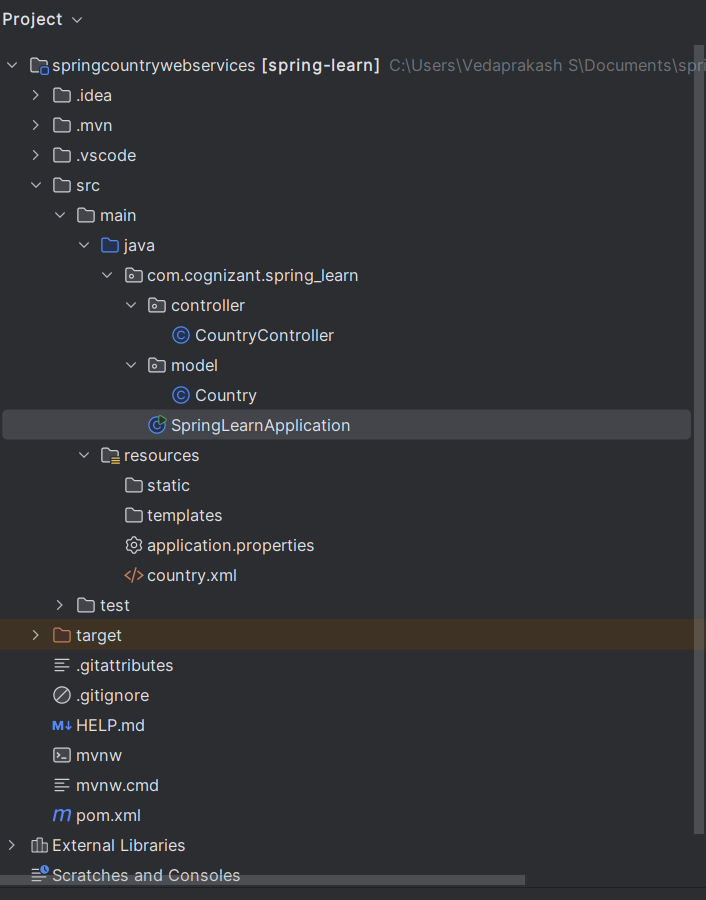 Project
springcountrywebservices [spring-learn] C:\Users\Vedaprakash S\Documents\spri
.idea
.mvn
.vscode
src
main
java
com.cognizant.spring_learn
controller
C CountryController
model
C Country
C SpringLearnApplication
resources
static
templates
application.properties
</> country.xml
test
target
.gitattributes
.gitignore
M↓ HELP.md
mvnw
mvnw.cmd
m pom.xml
External Libraries
Scratches and Consoles